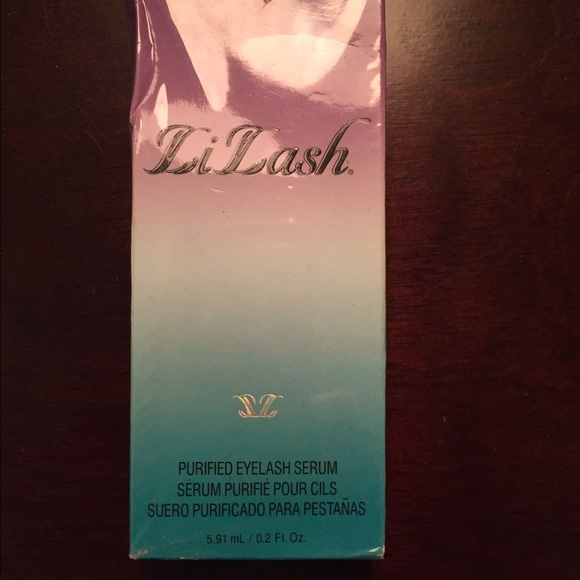 LiLash®
PURIFIED EYELASH SERUM
SÉRUM PURIFIÉ POUR CILS
SUERO PURIFICADO PARA PESTAÑAS
5.91 mL / 0.2 Fl. Oz.